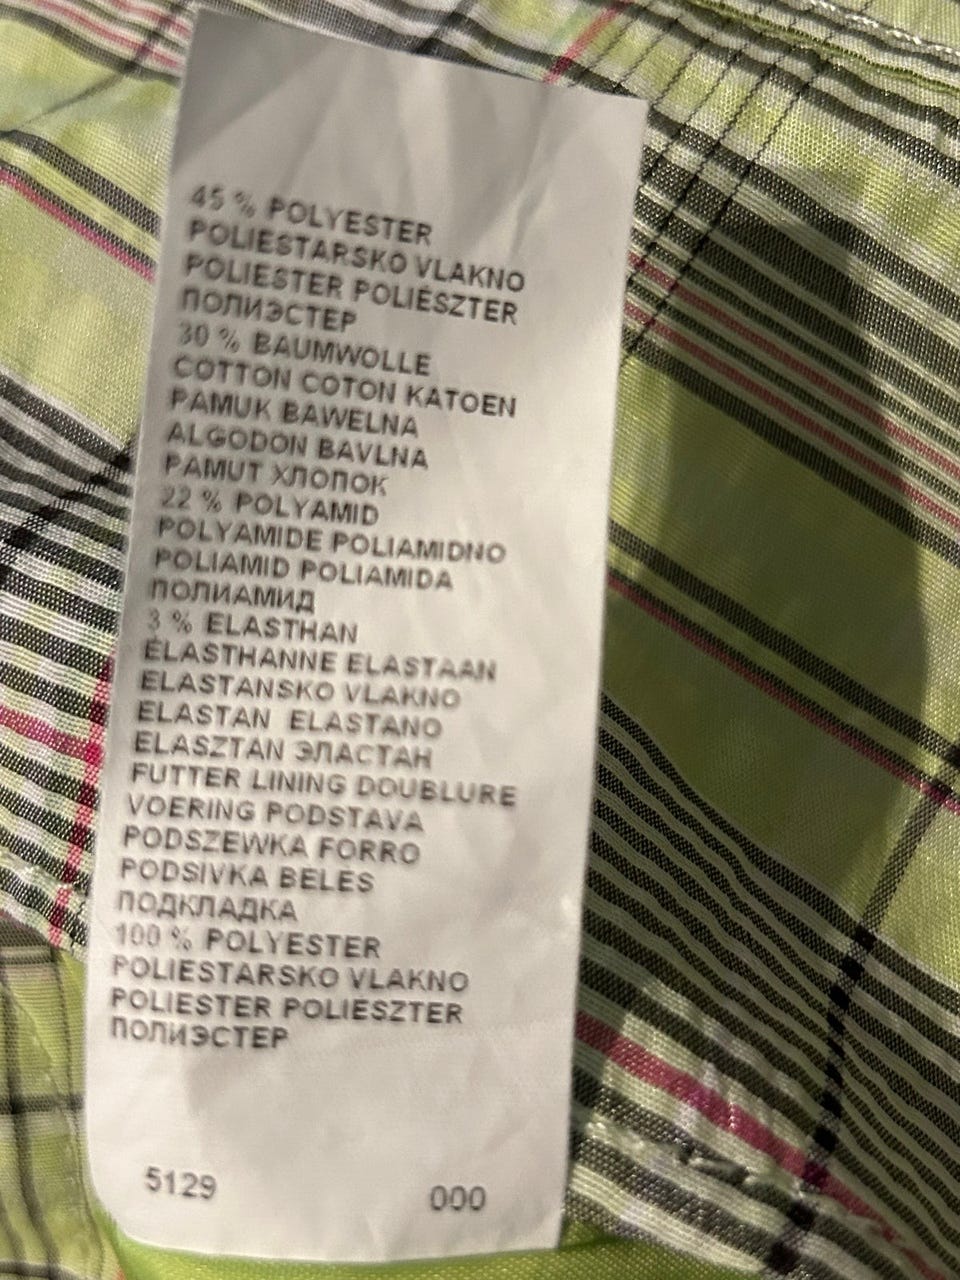 45 % POLYESTER
POLIESTARSKO VLAKNO
POLIESTER POLIÉSZTER
ПОЛИЭСТЕР
30 % BAUMWOLLE
COTTON COTON KATOEN
PAMUK BAWELNA
ALGODON BAVLNA
PAMUT ХЛОПОК
22 % POLYAMID
POLYAMIDE POLIAMIDNO
POLIAMID POLIAMIDA
ПОЛИАМИД
3 % ELASTHAN
ÉLASTHANNE ELASTAAN
ELASTANSKO VLAKNO
ELASTAN ELASTANO
ELASZTAN ЭЛАСТАН
FUTTER LINING DOUBLURE
VOERING PODSTAVA
PODSZEWKA FORRO
PODSIVKA BÉLÉS
ПОДКЛАДКА
100 % POLYESTER
POLIESTARSKO VLAKNO
POLIESTER POLIESZTER
ПОЛИЭСТЕР
5129 000